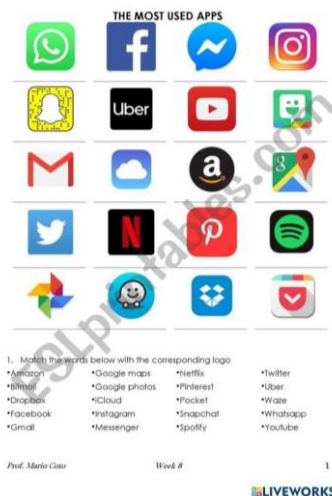 THE MOST USED APPS
Uber
a
g
N
1. Match the words below with the corresponding logo
•Amazon •Google maps •Netflix •Twitter
•Bitmoji •Google photos •Pinterest •Uber
•Dropbox •iCloud •Pocket •Waze
•Facebook •Instagram •Snapchat •Whatsapp
•Gmail •Messenger •Spotify •Youtube
ESLprintables.com
Prof. Mario Coto Week 8 1
LIVEWORKS